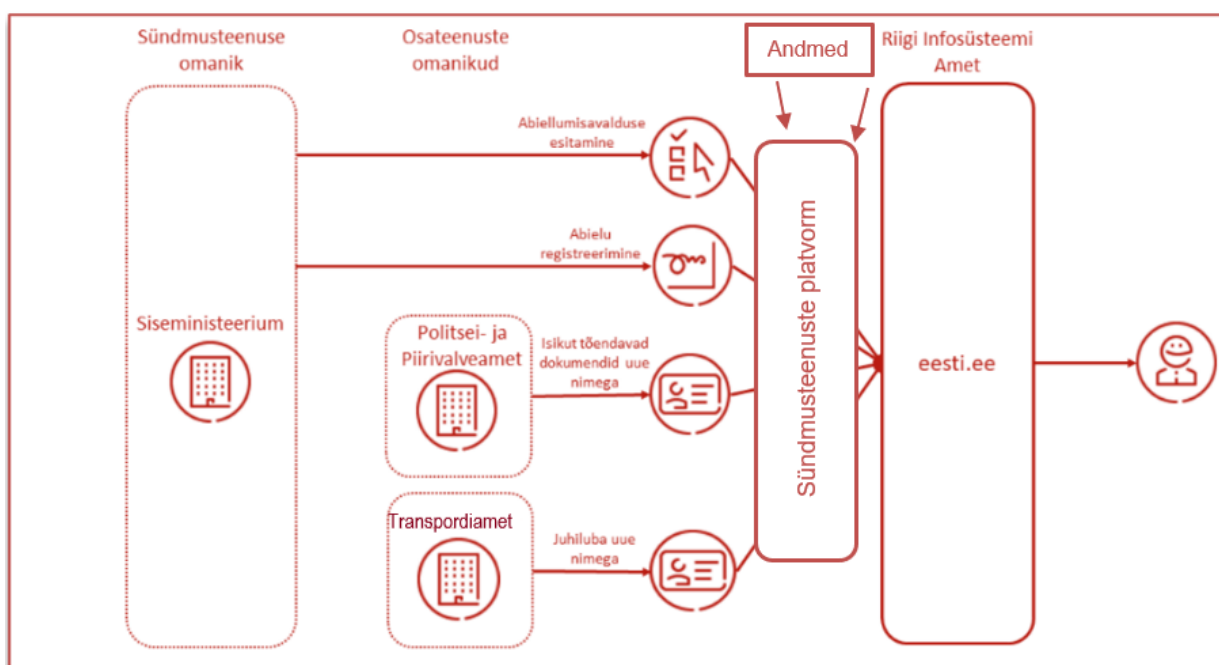 Sündmusteenuse
omanik
Osateenuste
omanikud
Andmed
Riigi Infosüsteemi
Amet
Abiellumisavalduse
esitamine
Abielu
registreerimine
Siseministeerium
Politsei- ja
Piirivalveamet
Isikut tõendavad
dokumendid uue
nimega
Transpordiamet
Juhiluba uue
nimega
Sündmusteenuste platvorm
eesti.ee